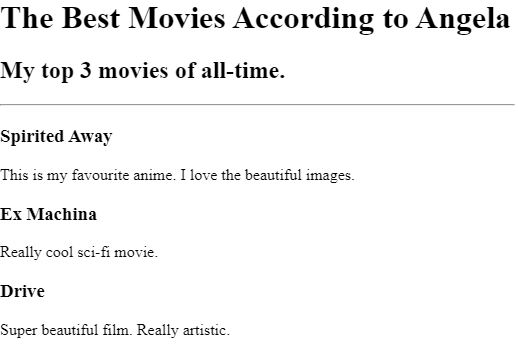 The Best Movies According to Angela
My top 3 movies of all-time.
Spirited Away
This is my favourite anime. I love the beautiful images.
Ex Machina
Really cool sci-fi movie.
Drive
Super beautiful film. Really artistic.